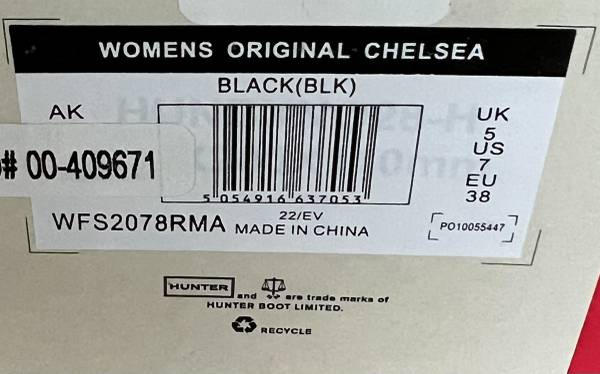 WOMENS ORIGINAL CHELSEA
BLACK(BLK)
AK
# 00-409671
5 054916 637053
UK
5
US
7
EU
38
WFS2078RMA
22/EV
MADE IN CHINA
PO10055447
HUNTER and are trade marks of
HUNTER BOOT LIMITED.
RECYCLE